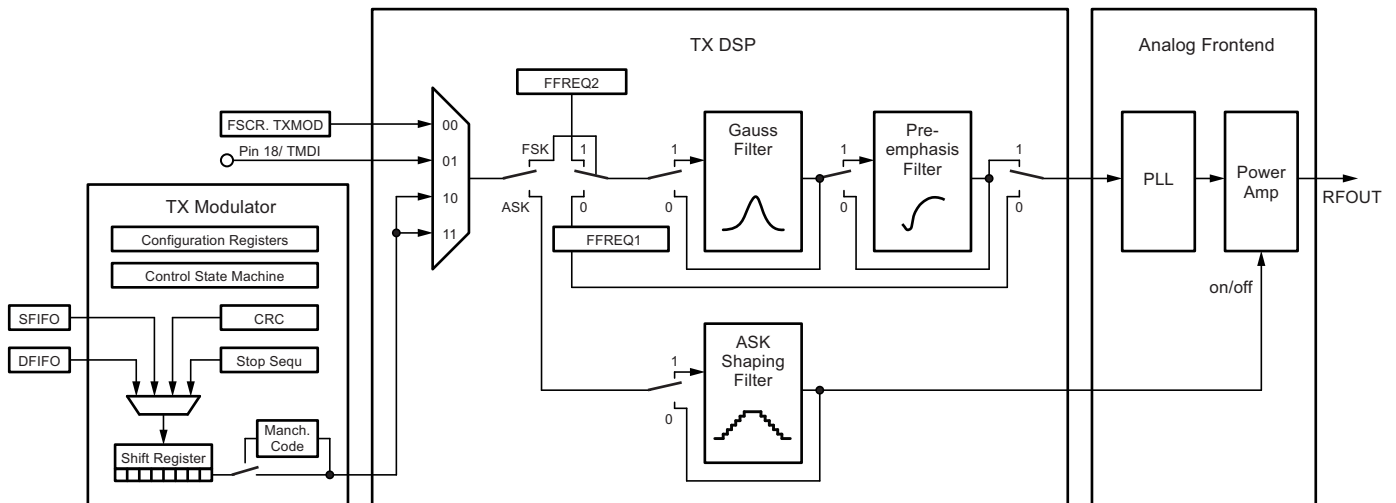 TX DSP
Analog Frontend
FFREQ2
FSCR. TXMOD
00
Pin 18/ TMDI
01
10
11
FSK
1
ASK
0
FFREQ1
1
0
Gauss
Filter
1
0
Pre-
emphasis
Filter
1
0
PLL
Power
Amp
RFOUT
on/off
TX Modulator
Configuration Registers
Control State Machine
SFIFO
CRC
DFIFO
Stop Sequ
Manch.
Code
Shift Register
1
0
ASK
Shaping
Filter